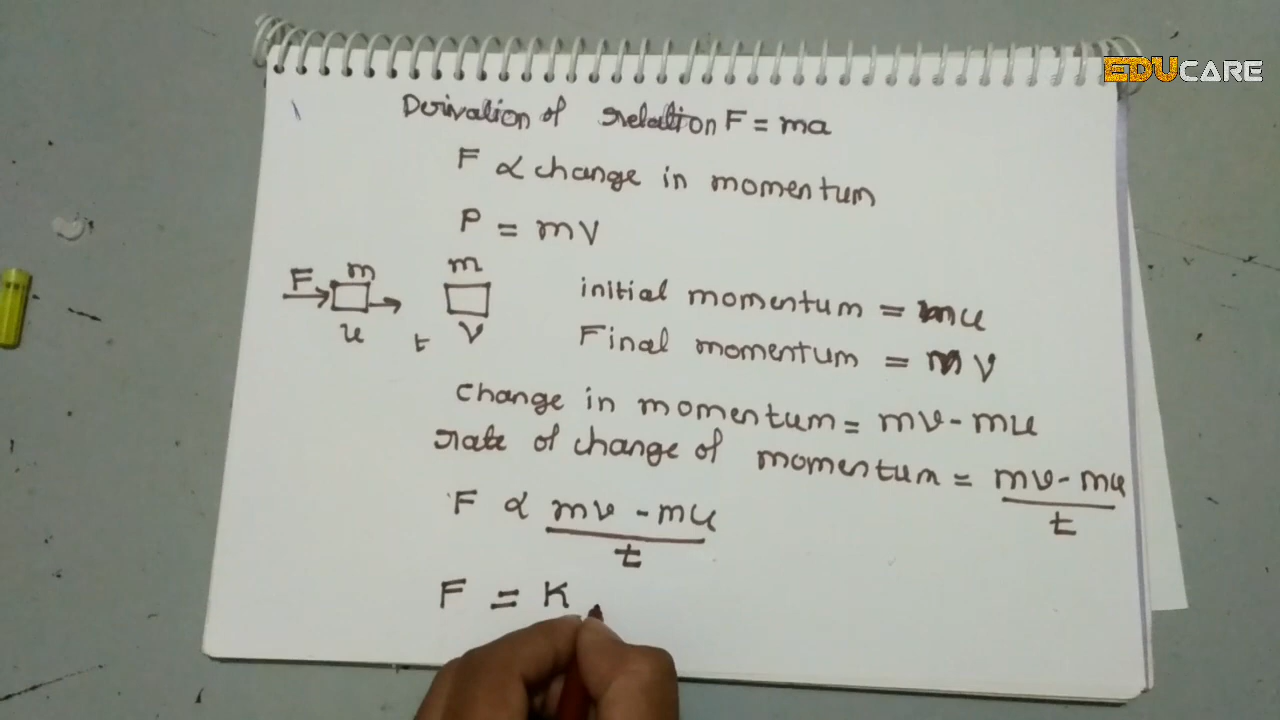 EDUCARE
Derivation of relation F = ma
F ∝ change in momentum
P = mV
F m m
u t V
initial momentum = mu
Final momentum = mV
change in momentum = mv - mu
rate of change of momentum = mv - mu / t
F ∝ mv - mu / t
F = K